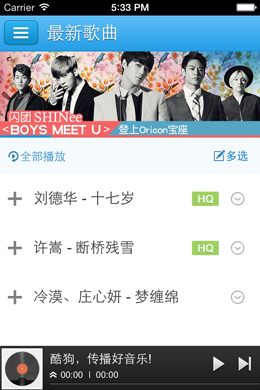 Carrier 5:33 PM
最新歌曲
闪团 SHINee
<BOYS MEET U> 登上Oricon宝座
全部播放 多选
刘德华 - 十七岁 HQ
许嵩 - 断桥残雪 HQ
冷漠、庄心妍 - 梦缠绵
酷狗，传播好音乐!
00:00 | 00:00